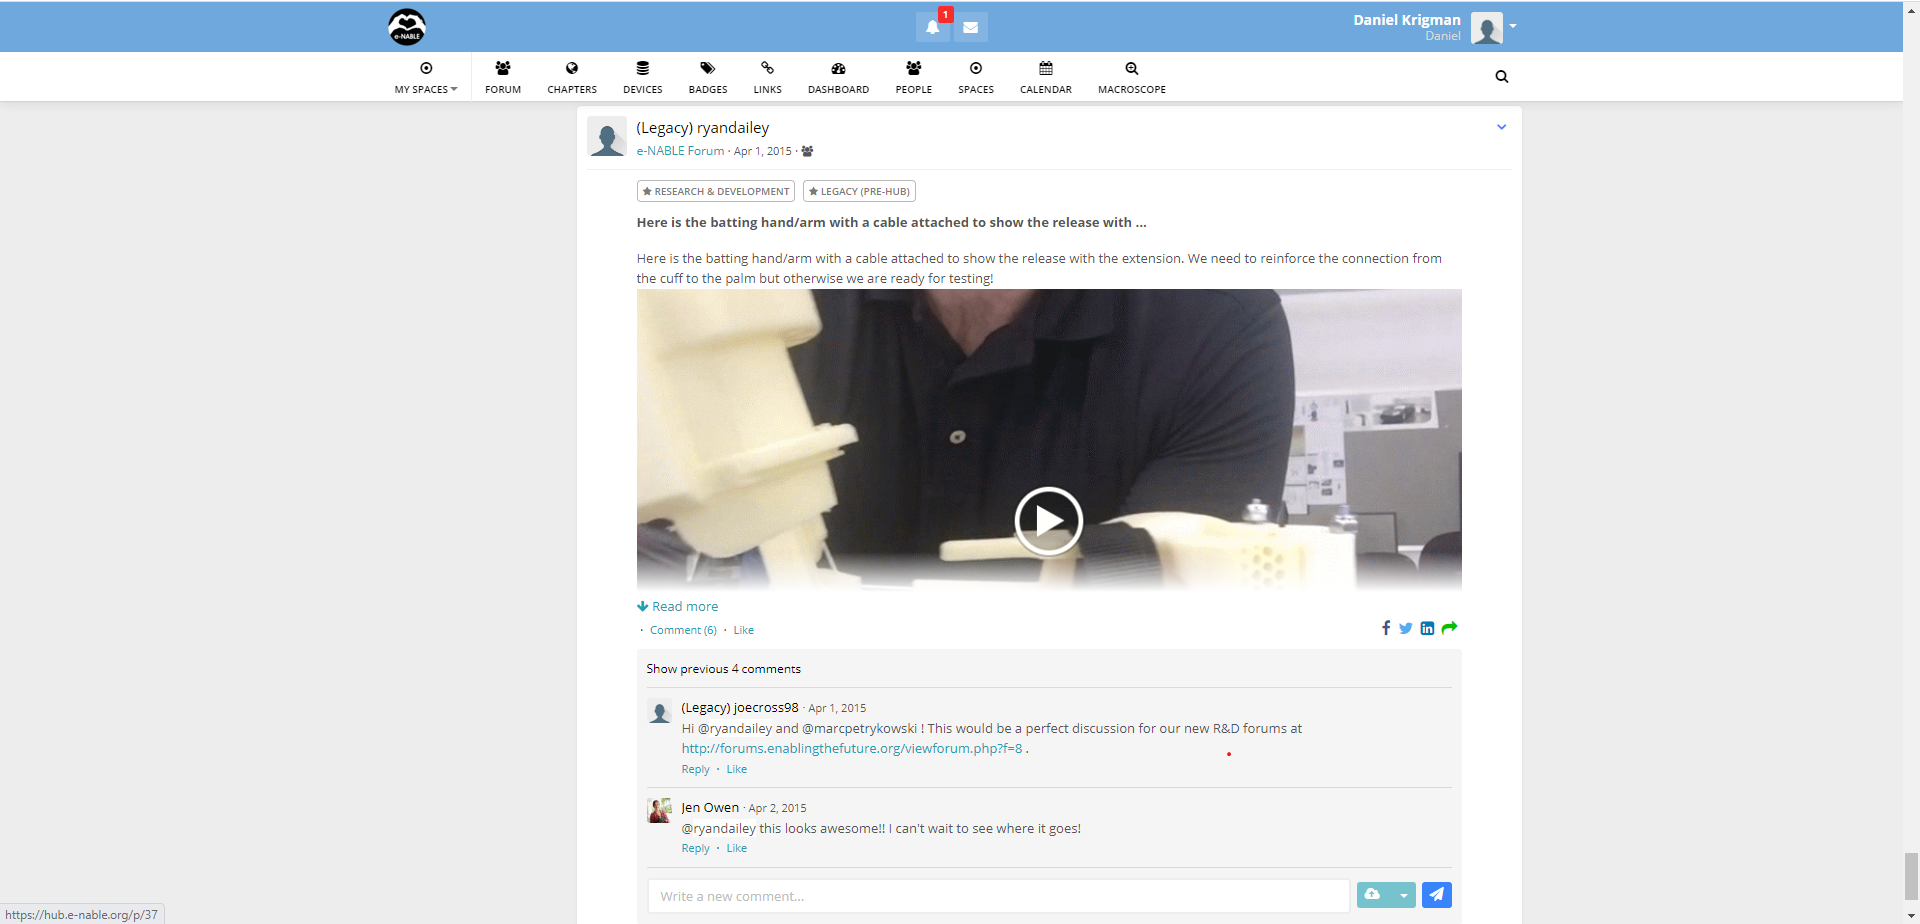 e-NABLE
1
Daniel Krigman
Daniel
MY SPACES
FORUM
CHAPTERS
DEVICES
BADGES
LINKS
DASHBOARD
PEOPLE
SPACES
CALENDAR
MACROSCOPE
(Legacy) ryandailey
e-NABLE Forum · Apr 1, 2015 ·
RESEARCH & DEVELOPMENT
LEGACY (PRE-HUB)
Here is the batting hand/arm with a cable attached to show the release with ...
Here is the batting hand/arm with a cable attached to show the release with the extension. We need to reinforce the connection from
the cuff to the palm but otherwise we are ready for testing!
Read more
· Comment (6) · Like
Show previous 4 comments
(Legacy) joecross98 · Apr 1, 2015
Hi @ryandailey and @marcpetrykowski ! This would be a perfect discussion for our new R&D forums at
http://forums.enablingthefuture.org/viewforum.php?f=8 .
Reply · Like
Jen Owen · Apr 2, 2015
@ryandailey this looks awesome!! I can't wait to see where it goes!
Reply · Like
Write a new comment...
https://hub.e-nable.org/p/37